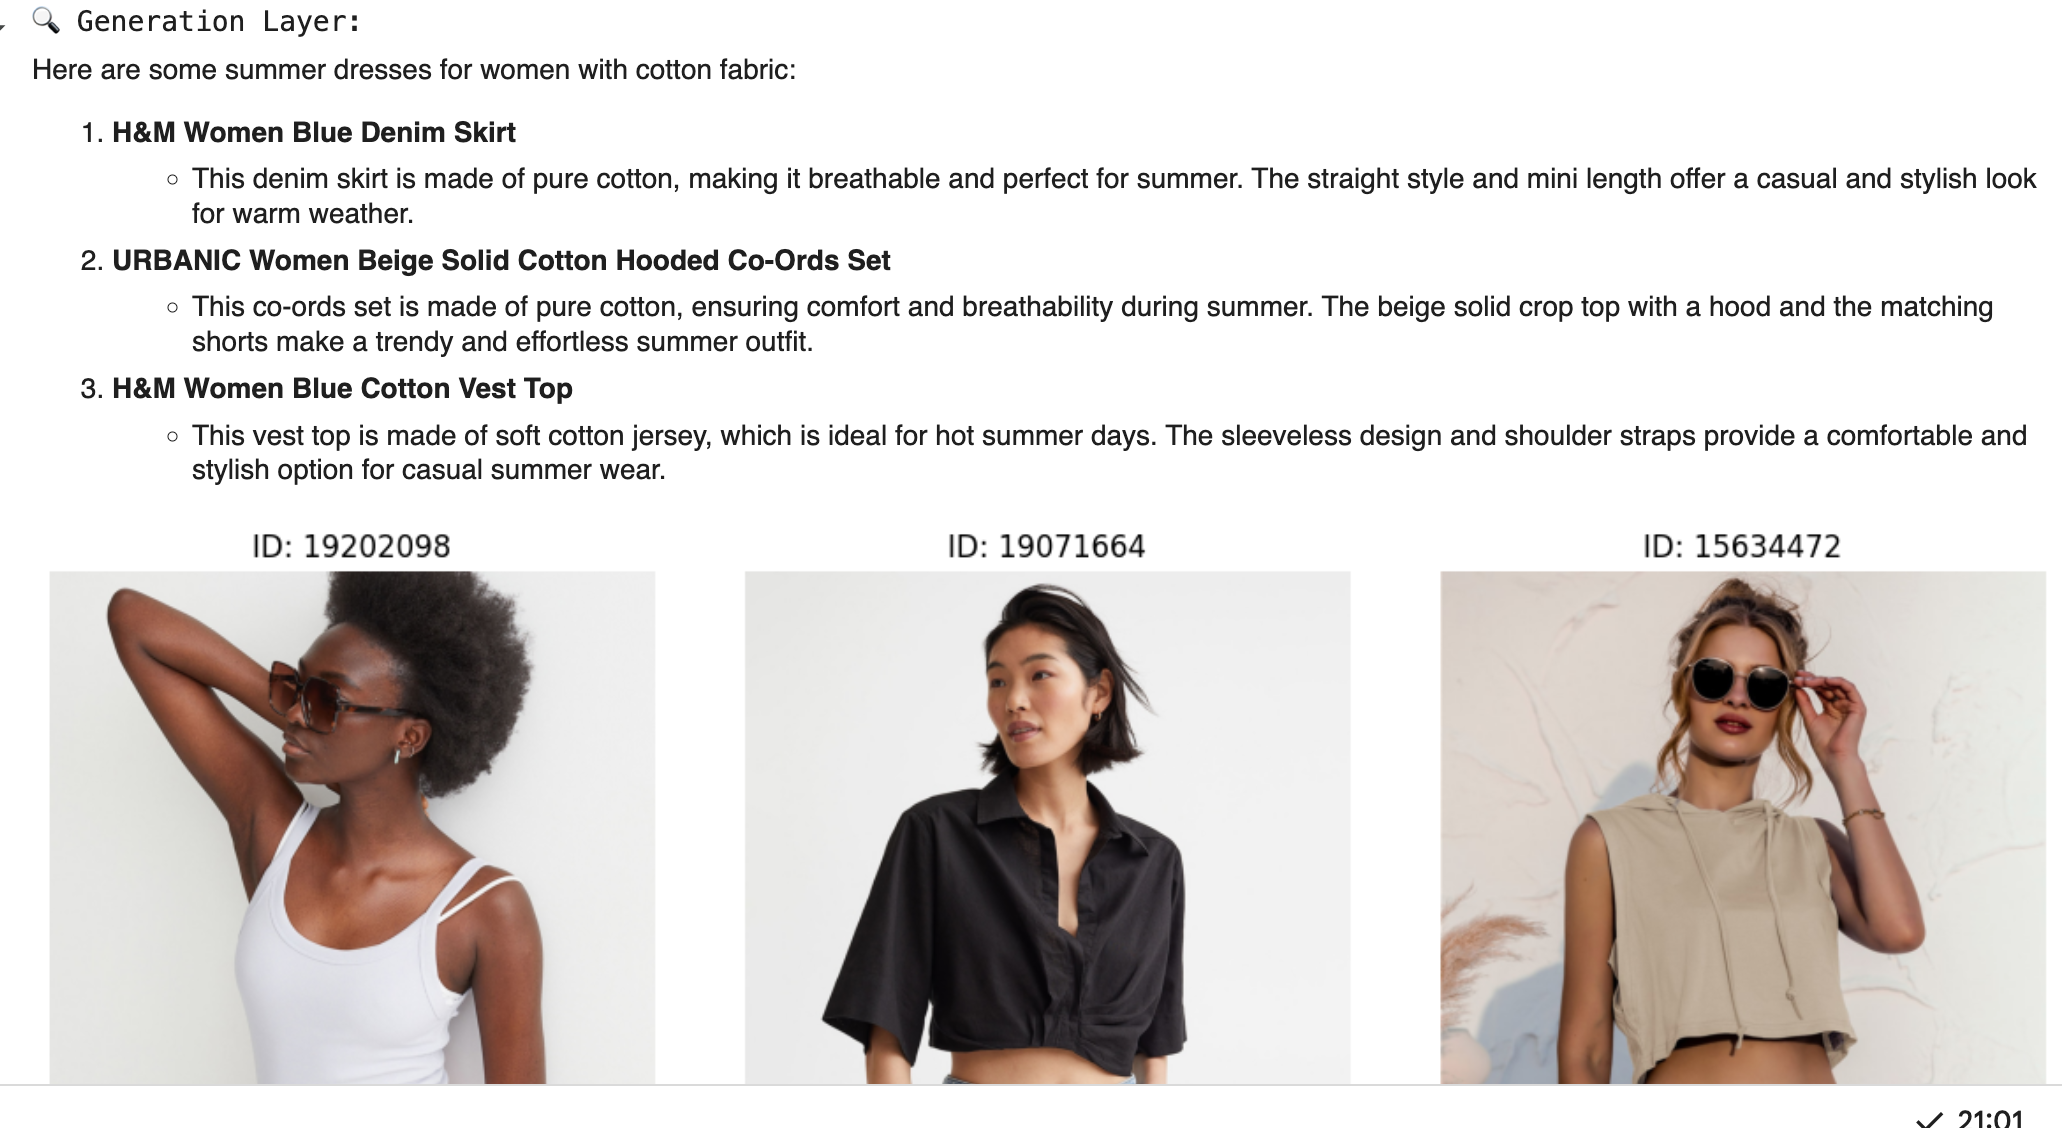 🔍 Generation Layer:
Here are some summer dresses for women with cotton fabric:
1. H&M Women Blue Denim Skirt
○ This denim skirt is made of pure cotton, making it breathable and perfect for summer. The straight style and mini length offer a casual and stylish look
for warm weather.
2. URBANIC Women Beige Solid Cotton Hooded Co-Ords Set
○ This co-ords set is made of pure cotton, ensuring comfort and breathability during summer. The beige solid crop top with a hood and the matching
shorts make a trendy and effortless summer outfit.
3. H&M Women Blue Cotton Vest Top
○ This vest top is made of soft cotton jersey, which is ideal for hot summer days. The sleeveless design and shoulder straps provide a comfortable and
stylish option for casual summer wear.
ID: 19202098
ID: 19071664
ID: 15634472
✓ 21:01